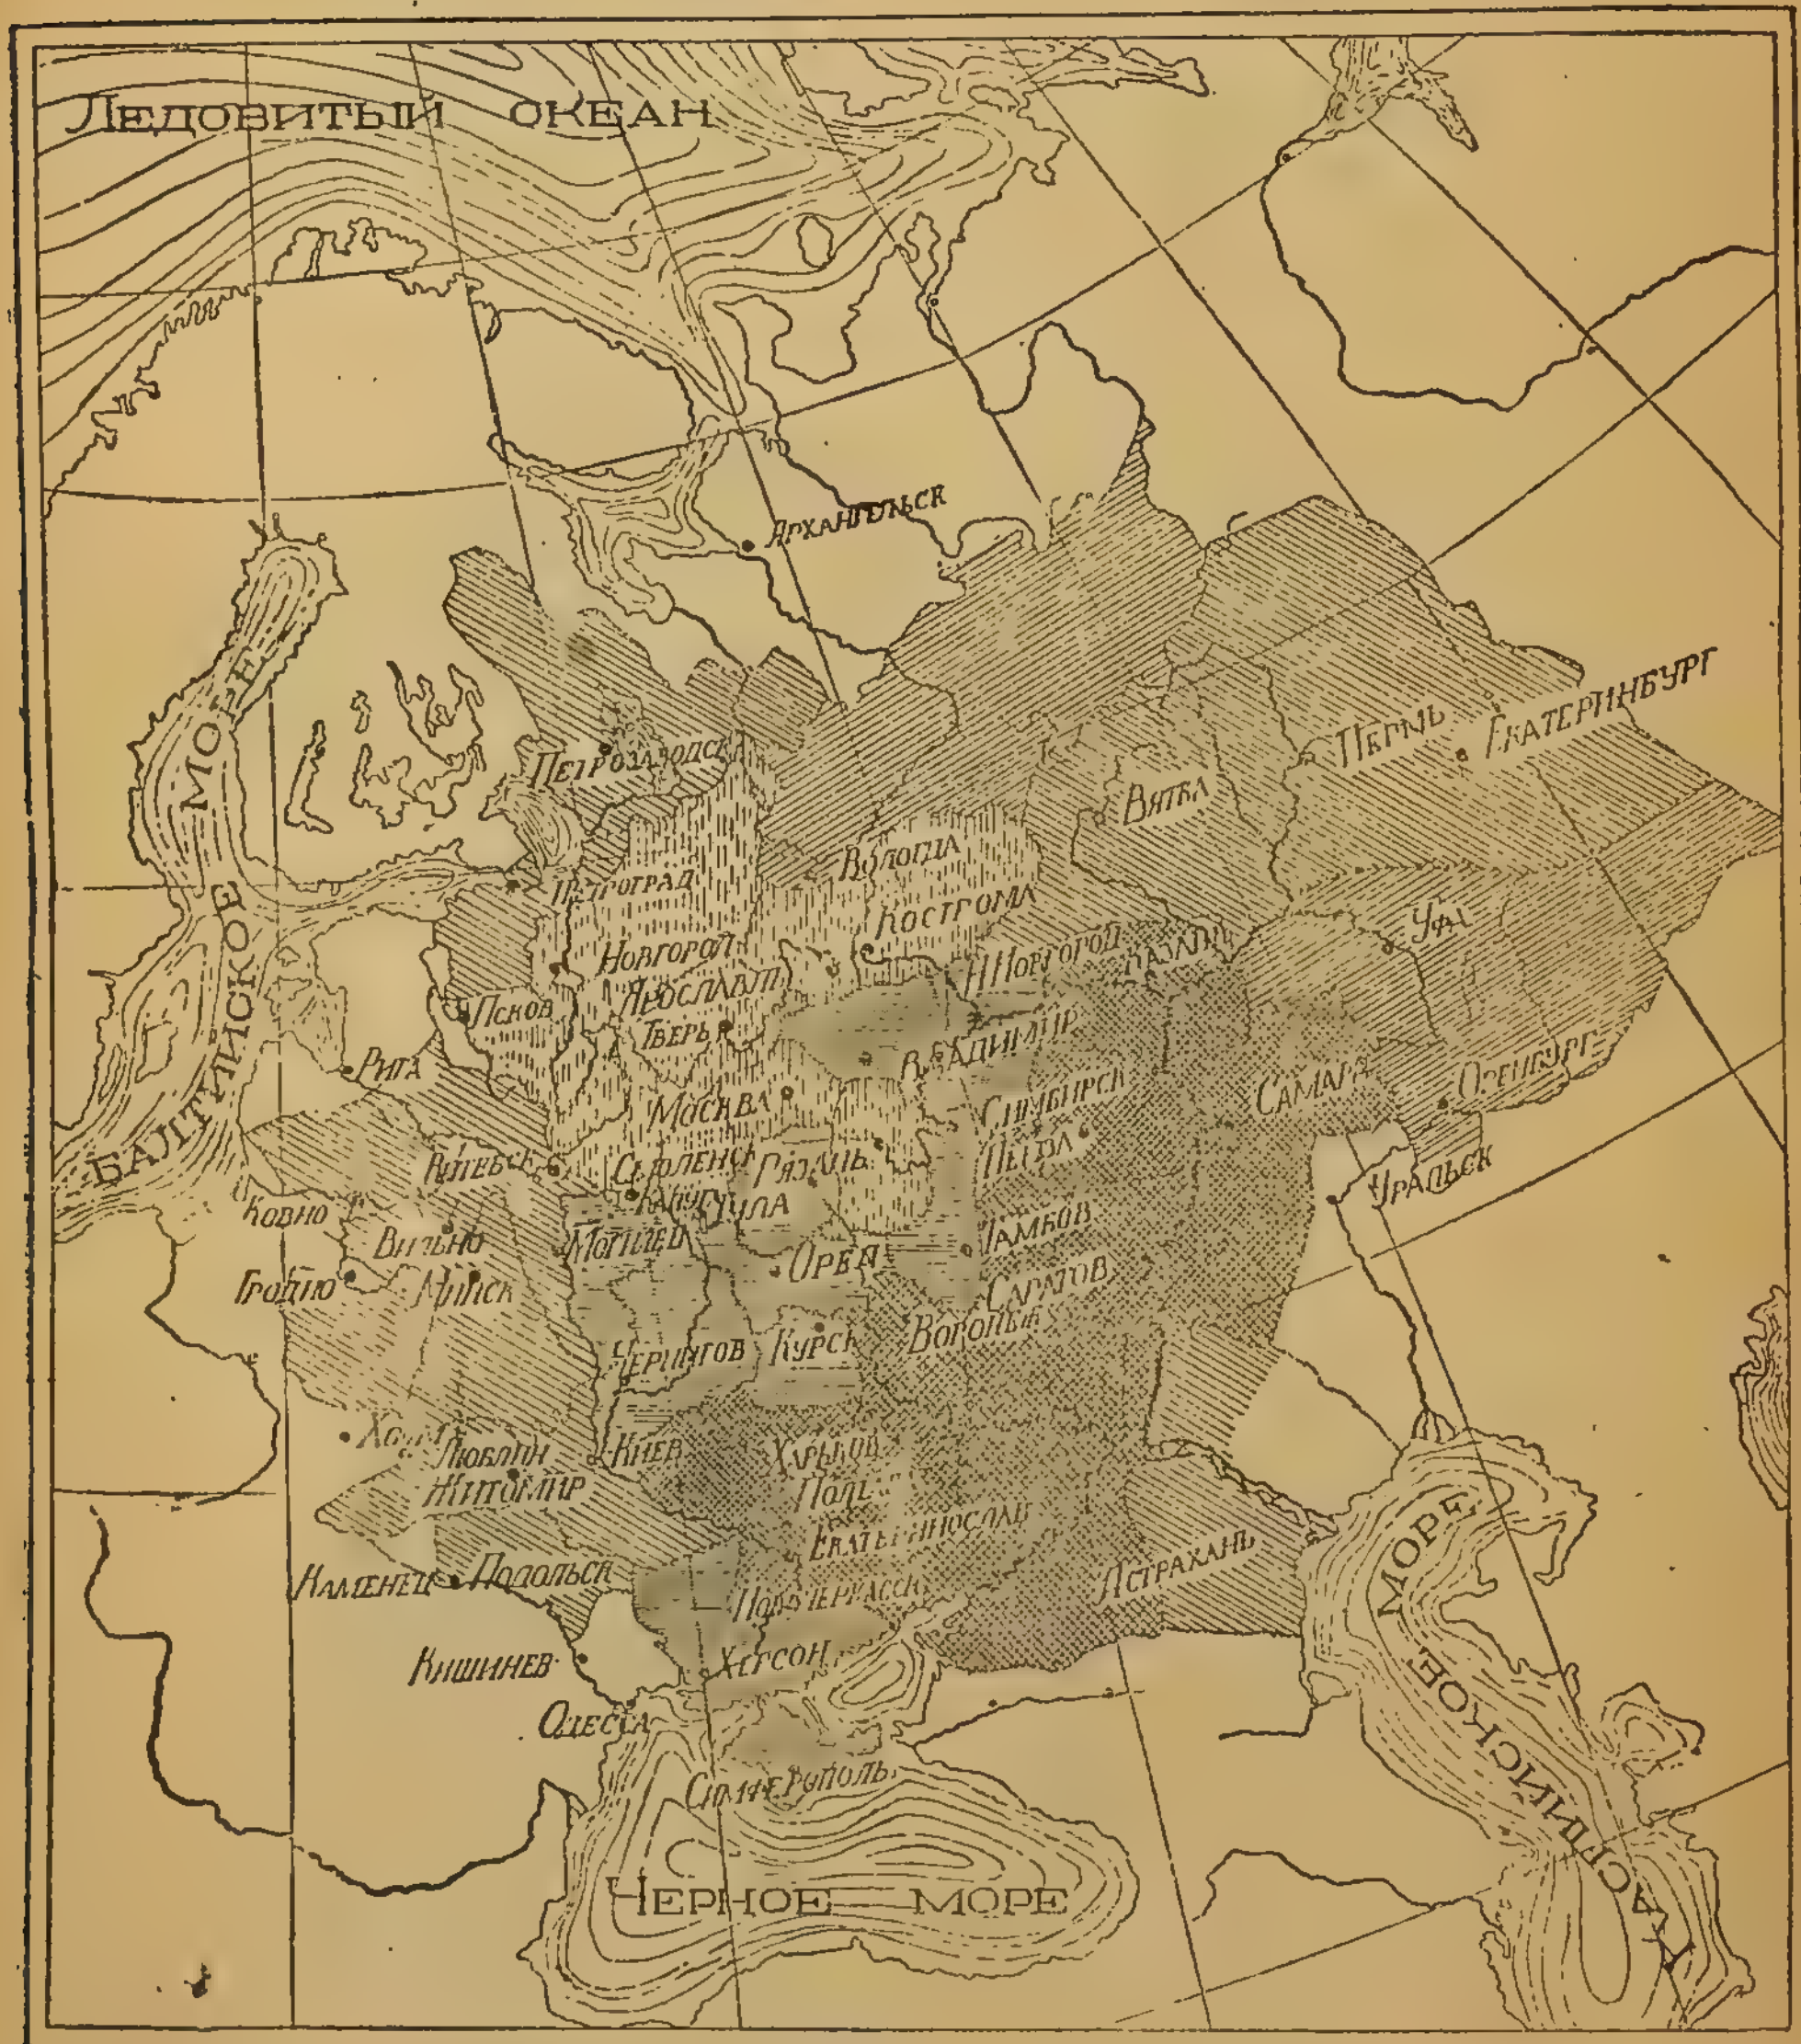 ЛЕДОВИТЫЙ ОКЕАН
АРХАНГЕЛЬСК
МОРЕ
БАЛТИЙСКОЕ
ПЕТРОЗАВОДСК
ПЕРМЬ
ЕКАТЕРИНБУРГ
ВЯТКА
ВОЛОГДА
ПЕТРОГРАД
КОСТРОМА
УФА
НОВГОРОД
Н НОВГОРОД
КАЗАНЬ
ЯРОСЛАВЛЬ
ПСКОВ
ТВЕРЬ
ВЛАДИМИР
РИГА
МОСКВА
СИМБИРСК
САМАРА
ОРЕНБУРГ
ВИТЕБСК
СМОЛЕНСК
РЯЗАНЬ
ПЕНЗА
УРАЛЬСК
КОВНО
КАЛУГА
ТУЛА
ВИЛЬНО
МОГИЛЕВ
ТАМБОВ
ГРОДНО
МИНСК
ОРЕЛ
САРАТОВ
ЧЕРНИГОВ
КУРСК
ВОРОНЕЖ
ЛЮБЛИН
КИЕВ
ХАРЬКОВ
ЖИТОМИР
ЕКАТЕРИНОСЛАВ
КАМЕНЕЦ ПОДОЛЬСК
НОВОЧЕРКАССК
АСТРАХАНЬ
КИШИНЕВ
ХЕРСОН
ОДЕССА
СИМФЕРОПОЛЬ
МОРЕ
КАСПИЙСКОЕ
ЧЕРНОЕ МОРЕ